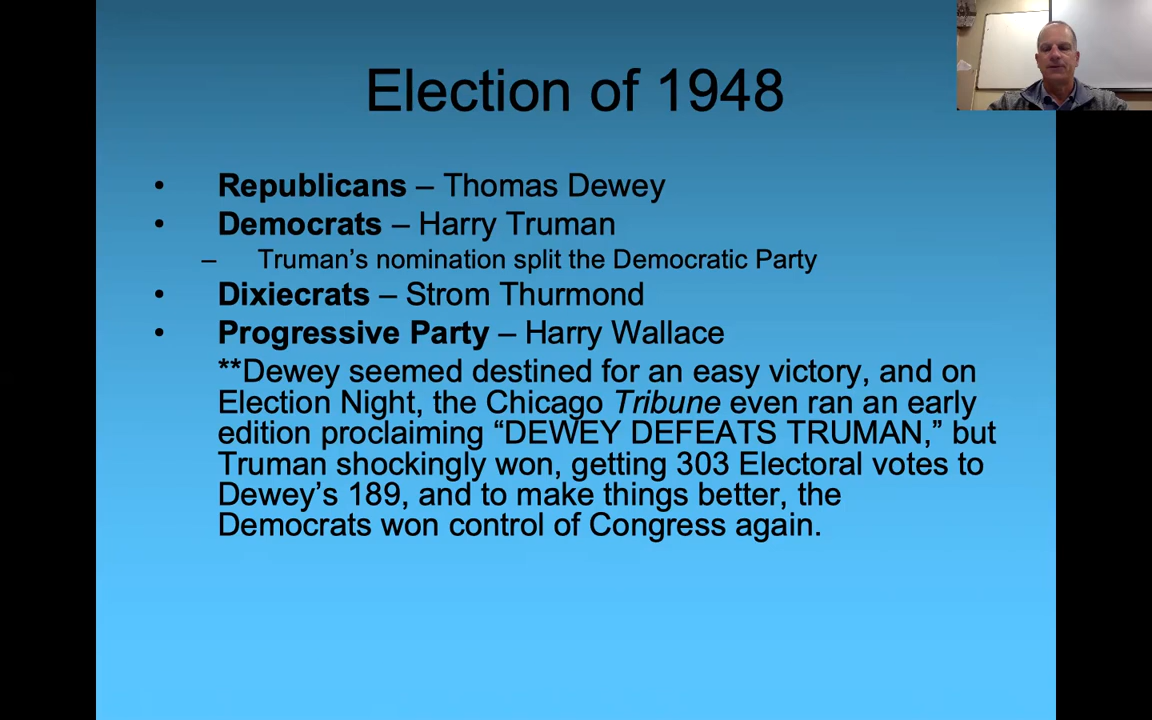 Election of 1948
• Republicans – Thomas Dewey
• Democrats – Harry Truman
– Truman’s nomination split the Democratic Party
• Dixiecrats – Strom Thurmond
• Progressive Party – Harry Wallace
**Dewey seemed destined for an easy victory, and on
Election Night, the Chicago Tribune even ran an early
edition proclaiming “DEWEY DEFEATS TRUMAN,” but
Truman shockingly won, getting 303 Electoral votes to
Dewey’s 189, and to make things better, the
Democrats won control of Congress again.